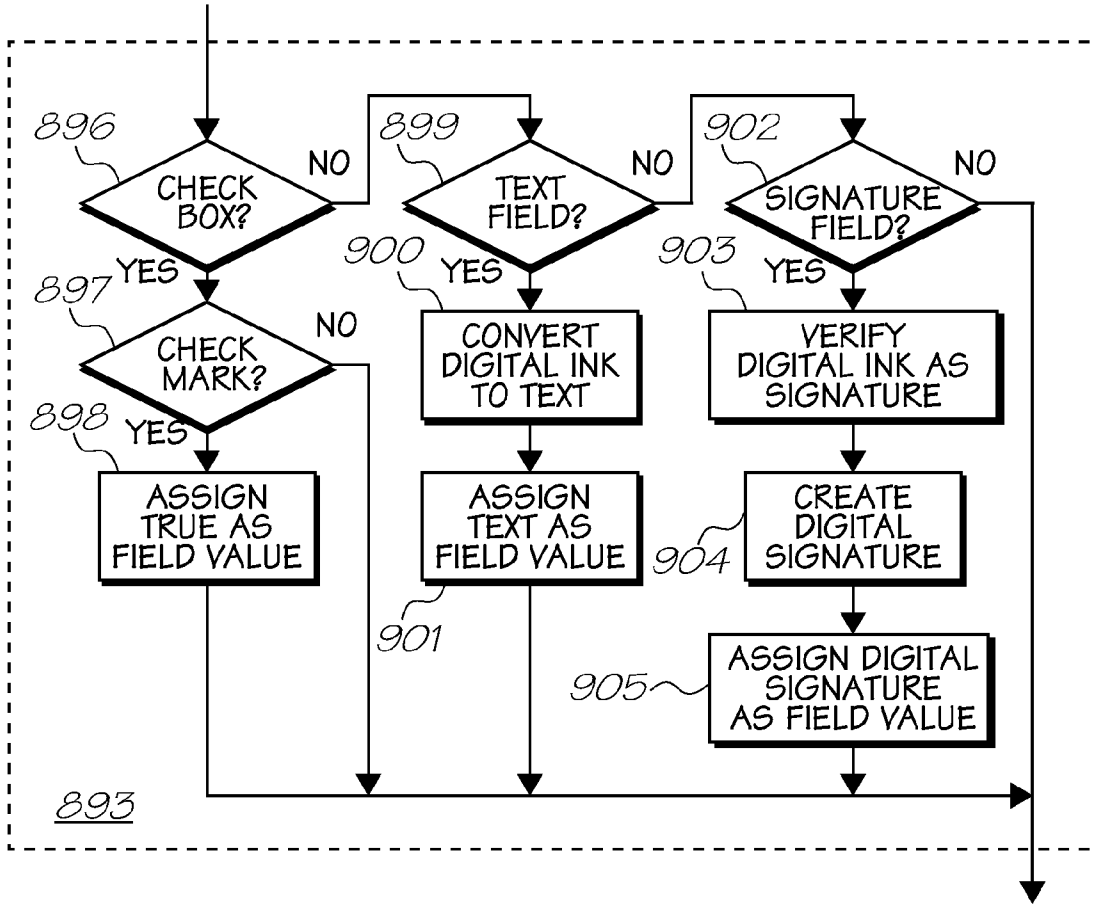 896
CHECK
BOX?
NO
YES
897
CHECK
MARK?
NO
YES
898
ASSIGN
TRUE AS
FIELD VALUE
899
TEXT
FIELD?
NO
YES
900
CONVERT
DIGITAL INK
TO TEXT
ASSIGN
TEXT AS
FIELD VALUE
901
902
SIGNATURE
FIELD?
NO
YES
903
VERIFY
DIGITAL INK AS
SIGNATURE
CREATE
DIGITAL
SIGNATURE
904
ASSIGN DIGITAL
SIGNATURE
AS FIELD VALUE
905
893